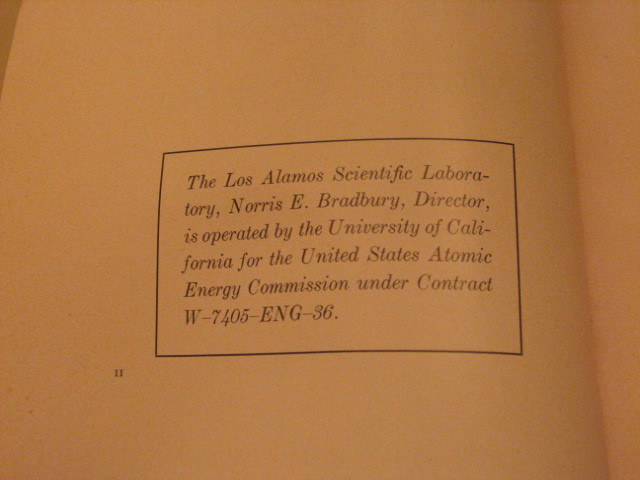 The Los Alamos Scientific Labora-
tory, Norris E. Bradbury, Director,
is operated by the University of Cali-
fornia for the United States Atomic
Energy Commission under Contract
W–7405–ENG–36.
II